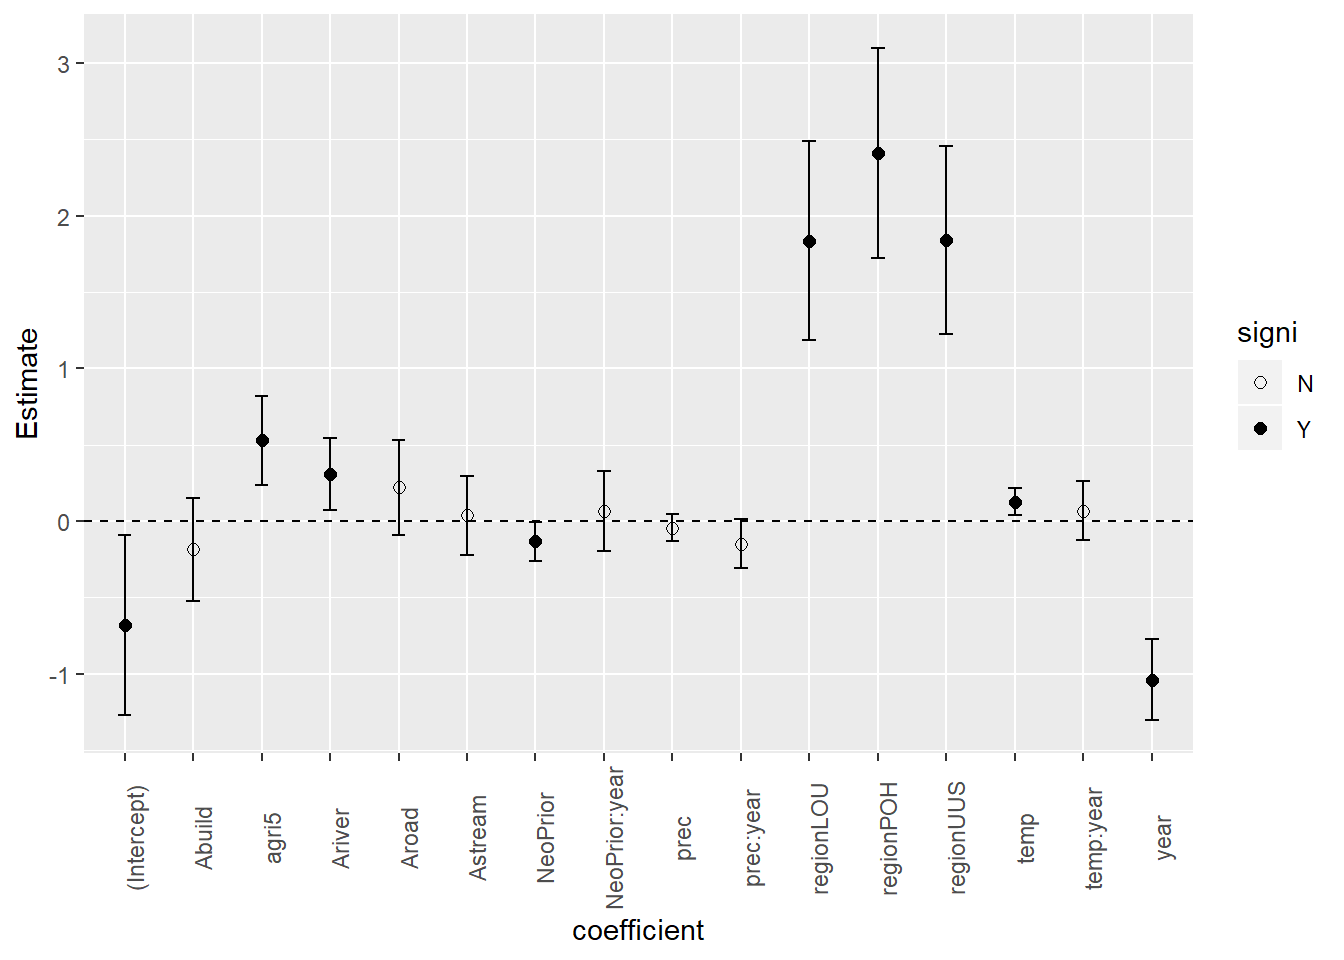 3
2
1
0
-1
Estimate
(Intercept)
Abuild
agri5
Ariver
Aroad
Astream
NeoPrior
NeoPrior:year
prec
prec:year
regionLOU
regionPOH
regionUUS
temp
temp:year
year
coefficient
signi
N
Y